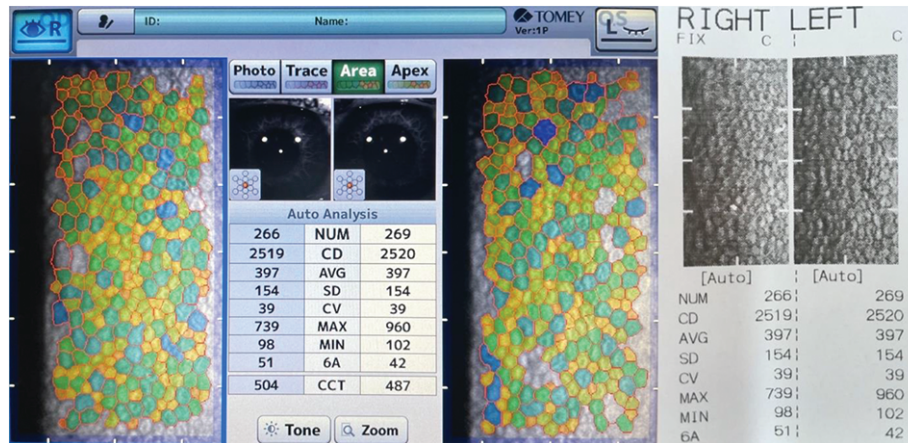 R ID: Name: TOMEY OS
Ver:1P L
Photo Trace Area Apex
Auto Analysis
266 NUM 269
2519 CD 2520
397 AVG 397
154 SD 154
39 CV 39
739 MAX 960
98 MIN 102
51 6A 42
504 CCT 487
Tone Zoom
RIGHT LEFT
FIX C C
[Auto] [Auto]
NUM 266 269
CD 2519 2520
AVG 397 397
SD 154 154
CV 39 39
MAX 739 960
MIN 98 102
6A 51 42